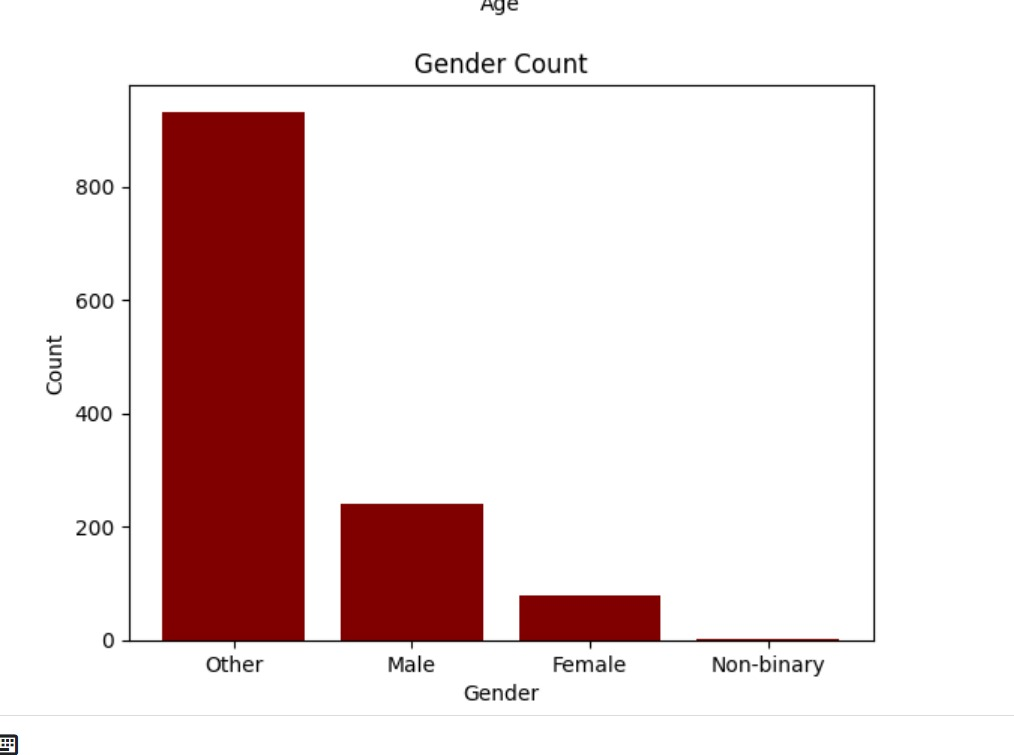 Age
Gender Count
800
600
400
200
0
Count
Other Male Female Non-binary
Gender